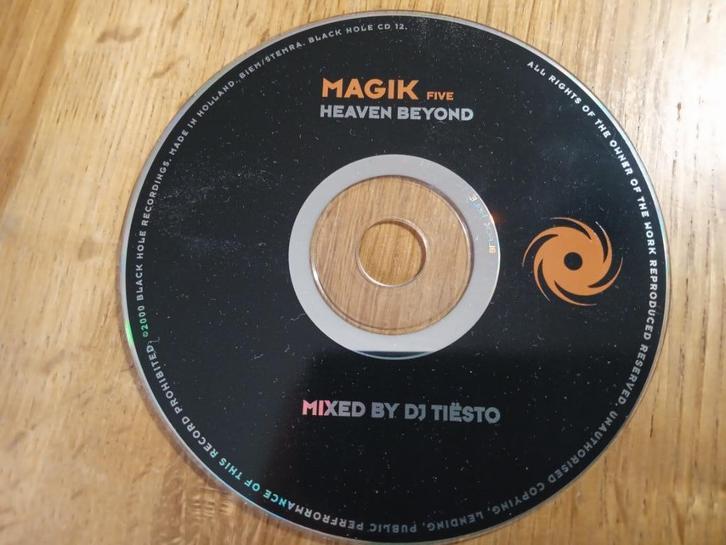 MAGIK FIVE
HEAVEN BEYOND
MIXED BY DJ TIËSTO
ALL RIGHTS OF THE OWNER OF THE WORK REPRODUCED RESERVED. UNAUTHORISED COPYING, LENDING, PUBLIC PERFRORMANCE OF THIS RECORD PROHIBITED ©2000 BLACK HOLE RECORDINGS. MADE IN HOLLAND. BIEM/STEMRA. BLACK HOLE CD 12.